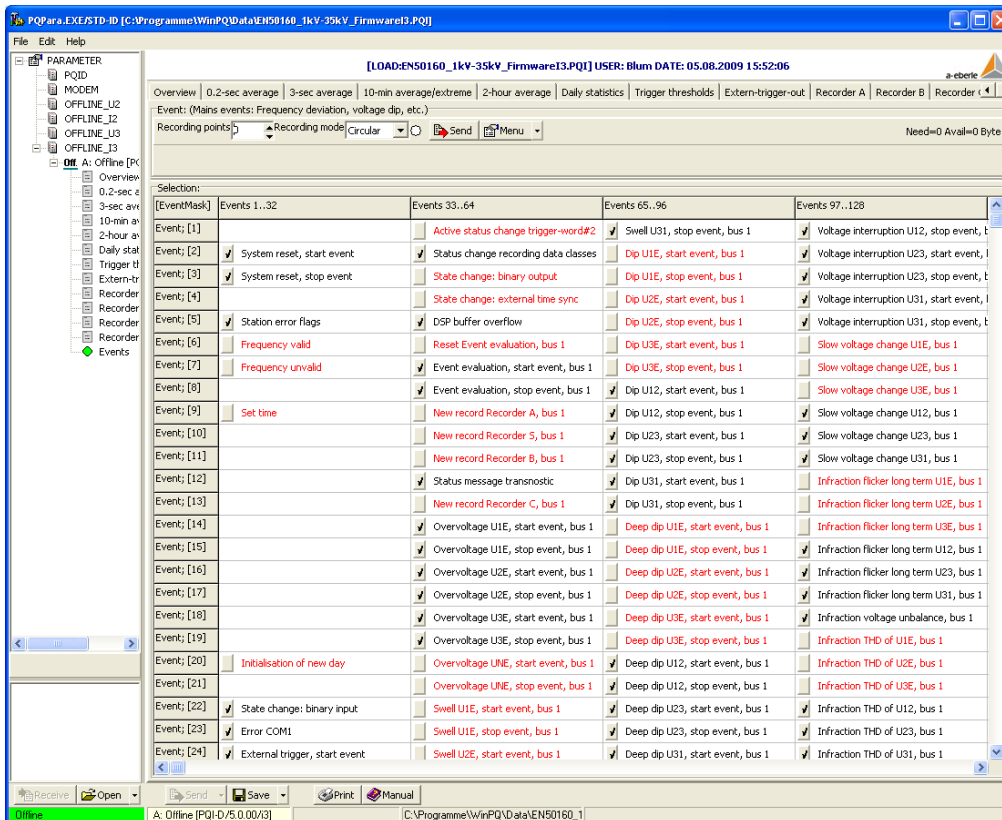 PQPara.EXE/STD-ID [C:\Programme\WinPQ\Data\EN50160_1kV-35kV_FirmwareI3.PQI]
File Edit Help
PARAMETER
PQID
MODEM
OFFLINE_U2
OFFLINE_I2
OFFLINE_U3
OFFLINE_I3
Off. A: Offline [PQ
Overview
0.2-sec a
3-sec ave
10-min av
2-hour av
Daily stat
Trigger th
Extern-tr
Recorder
Recorder
Recorder
Recorder
Events
[LOAD:EN50160_1kV-35kV_FirmwareI3.PQI] USER: Blum DATE: 05.08.2009 15:52:06
a-eberle
Overview 0.2-sec average 3-sec average 10-min average/extreme 2-hour average Daily statistics Trigger thresholds Extern-trigger-out Recorder A Recorder B Recorder
Event: (Mains events: Frequency deviation, voltage dip, etc.)
Recording points Recording mode Circular Send Menu Need=0 Avail=0 Byte
Selection:
[EventMask] Events 1..32 Events 33..64 Events 65..96 Events 97..128
Event; [1] Active status change trigger-word#2 Swell U31, stop event, bus 1 Voltage interruption U12, stop event, b
Event; [2] System reset, start event Status change recording data classes Dip U1E, start event, bus 1 Voltage interruption U23, start event,
Event; [3] System reset, stop event State change: binary output Dip U1E, stop event, bus 1 Voltage interruption U23, stop event, b
Event; [4] State change: external time sync Dip U2E, start event, bus 1 Voltage interruption U31, start event,
Event; [5] Station error flags DSP buffer overflow Dip U2E, stop event, bus 1 Voltage interruption U31, stop event, b
Event; [6] Frequency valid Reset Event evaluation, bus 1 Dip U3E, start event, bus 1 Slow voltage change U1E, bus 1
Event; [7] Frequency unvalid Event evaluation, start event, bus 1 Dip U3E, stop event, bus 1 Slow voltage change U2E, bus 1
Event; [8] Event evaluation, stop event, bus 1 Dip U12, start event, bus 1 Slow voltage change U3E, bus 1
Event; [9] Set time New record Recorder A, bus 1 Dip U12, stop event, bus 1 Slow voltage change U12, bus 1
Event; [10] New record Recorder S, bus 1 Dip U23, start event, bus 1 Slow voltage change U23, bus 1
Event; [11] New record Recorder B, bus 1 Dip U23, stop event, bus 1 Slow voltage change U31, bus 1
Event; [12] Status message transnostic Dip U31, start event, bus 1 Infraction flicker long term U1E, bus 1
Event; [13] New record Recorder C, bus 1 Dip U31, stop event, bus 1 Infraction flicker long term U2E, bus 1
Event; [14] Overvoltage U1E, start event, bus 1 Deep dip U1E, start event, bus 1 Infraction flicker long term U3E, bus 1
Event; [15] Overvoltage U1E, stop event, bus 1 Deep dip U1E, stop event, bus 1 Infraction flicker long term U12, bus 1
Event; [16] Overvoltage U2E, start event, bus 1 Deep dip U2E, start event, bus 1 Infraction flicker long term U23, bus 1
Event; [17] Overvoltage U2E, stop event, bus 1 Deep dip U2E, stop event, bus 1 Infraction flicker long term U31, bus 1
Event; [18] Overvoltage U3E, start event, bus 1 Deep dip U3E, start event, bus 1 Infraction voltage unbalance, bus 1
Event; [19] Overvoltage U3E, stop event, bus 1 Deep dip U3E, stop event, bus 1 Infraction THD of U1E, bus 1
Event; [20] Initialisation of new day Overvoltage UNE, start event, bus 1 Deep dip U12, start event, bus 1 Infraction THD of U2E, bus 1
Event; [21] Overvoltage UNE, stop event, bus 1 Deep dip U12, stop event, bus 1 Infraction THD of U3E, bus 1
Event; [22] State change: binary input Swell U1E, start event, bus 1 Deep dip U23, start event, bus 1 Infraction THD of U12, bus 1
Event; [23] Error COM1 Swell U1E, stop event, bus 1 Deep dip U23, stop event, bus 1 Infraction THD of U23, bus 1
Event; [24] External trigger, start event Swell U2E, start event, bus 1 Deep dip U31, start event, bus 1 Infraction THD of U31, bus 1
Receive Open Send Save Print Manual
Offline A: Offline [PQI-D/5.0.00/i3] C:\Programme\WinPQ\Data\EN50160_1